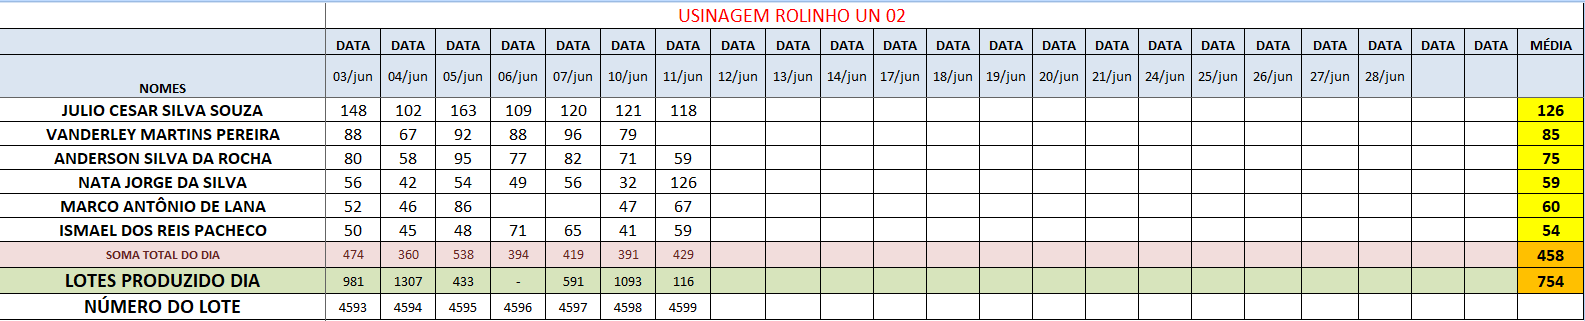 USINAGEM ROLINHO UN 02
DATA DATA DATA DATA DATA DATA DATA DATA DATA DATA DATA DATA DATA DATA DATA DATA DATA DATA DATA DATA DATA DATA MÉDIA
NOMES 03/jun 04/jun 05/jun 06/jun 07/jun 10/jun 11/jun 12/jun 13/jun 14/jun 17/jun 18/jun 19/jun 20/jun 21/jun 24/jun 25/jun 26/jun 27/jun 28/jun
JULIO CESAR SILVA SOUZA 148 102 163 109 120 121 118 126
VANDERLEY MARTINS PEREIRA 88 67 92 88 96 79 85
ANDERSON SILVA DA ROCHA 80 58 95 77 82 71 59 75
NATA JORGE DA SILVA 56 42 54 49 56 32 126 59
MARCO ANTÔNIO DE LANA 52 46 86 47 67 60
ISMAEL DOS REIS PACHECO 50 45 48 71 65 41 59 54
SOMA TOTAL DO DIA 474 360 538 394 419 391 429 458
LOTES PRODUZIDO DIA 981 1307 433 - 591 1093 116 754
NÚMERO DO LOTE 4593 4594 4595 4596 4597 4598 4599